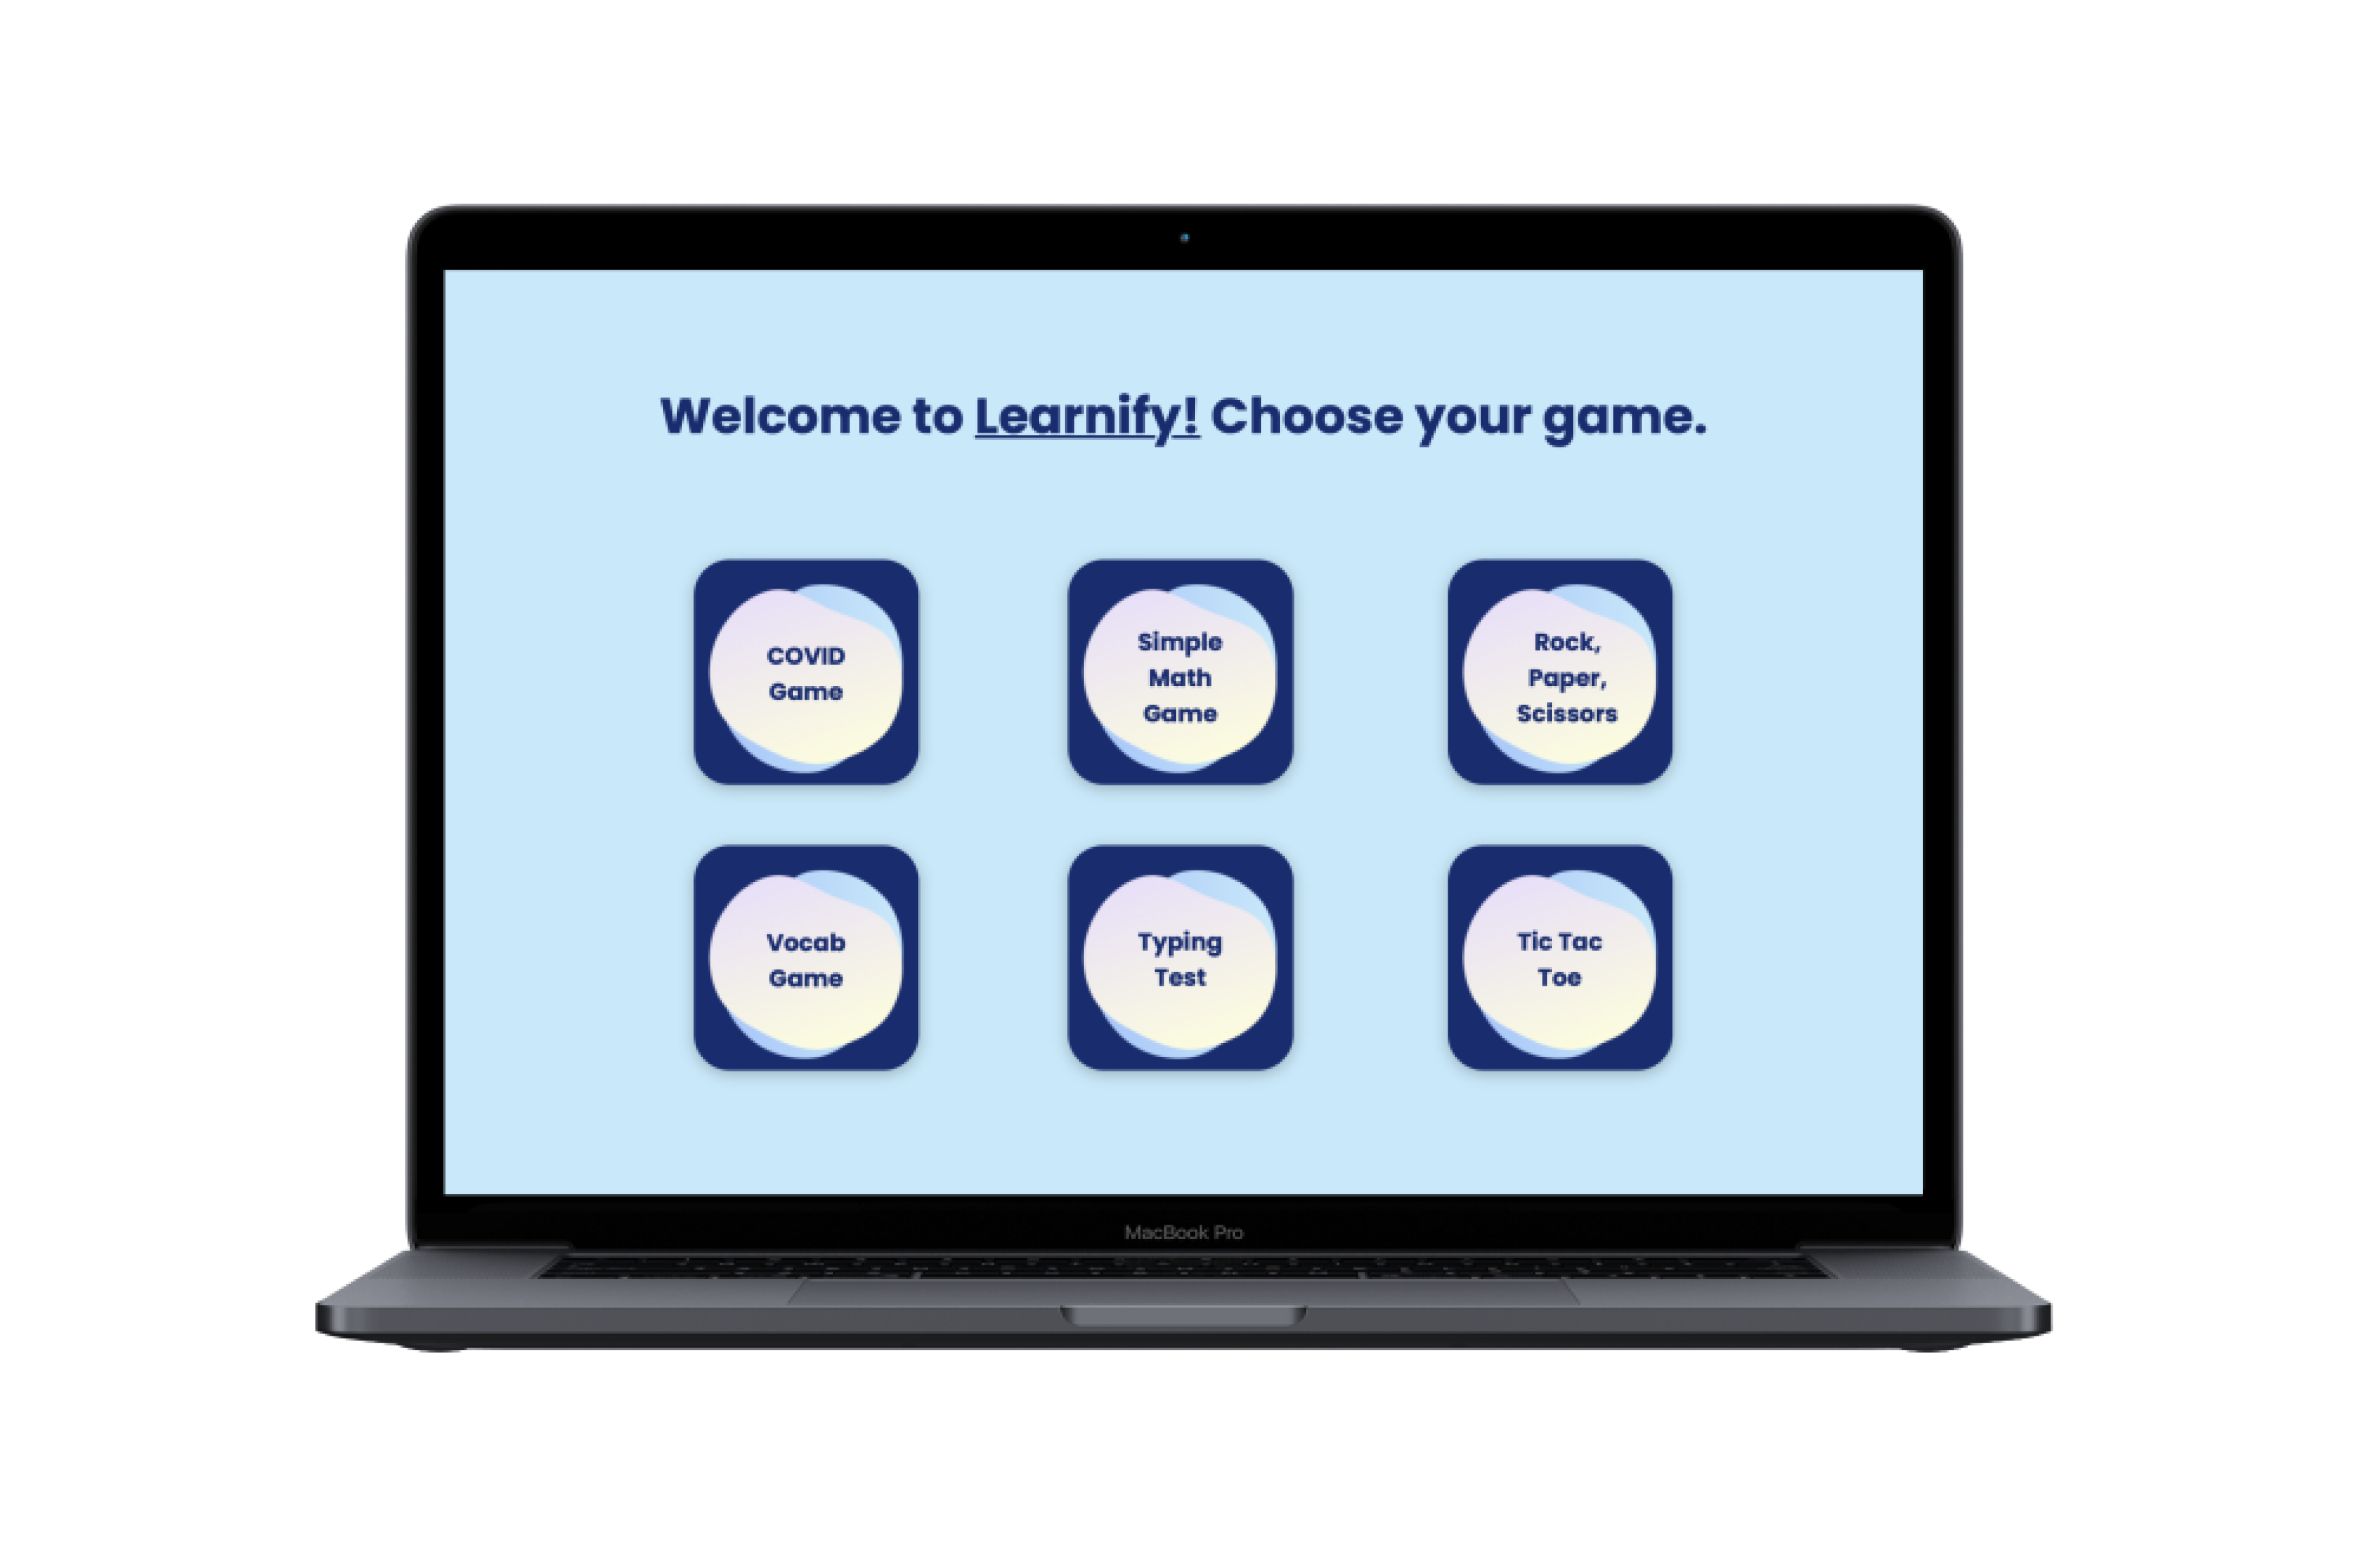 Welcome to Learnify! Choose your game.
COVID
Game
Simple
Math
Game
Rock,
Paper,
Scissors
Vocab
Game
Typing
Test
Tic Tac
Toe
MacBook Pro